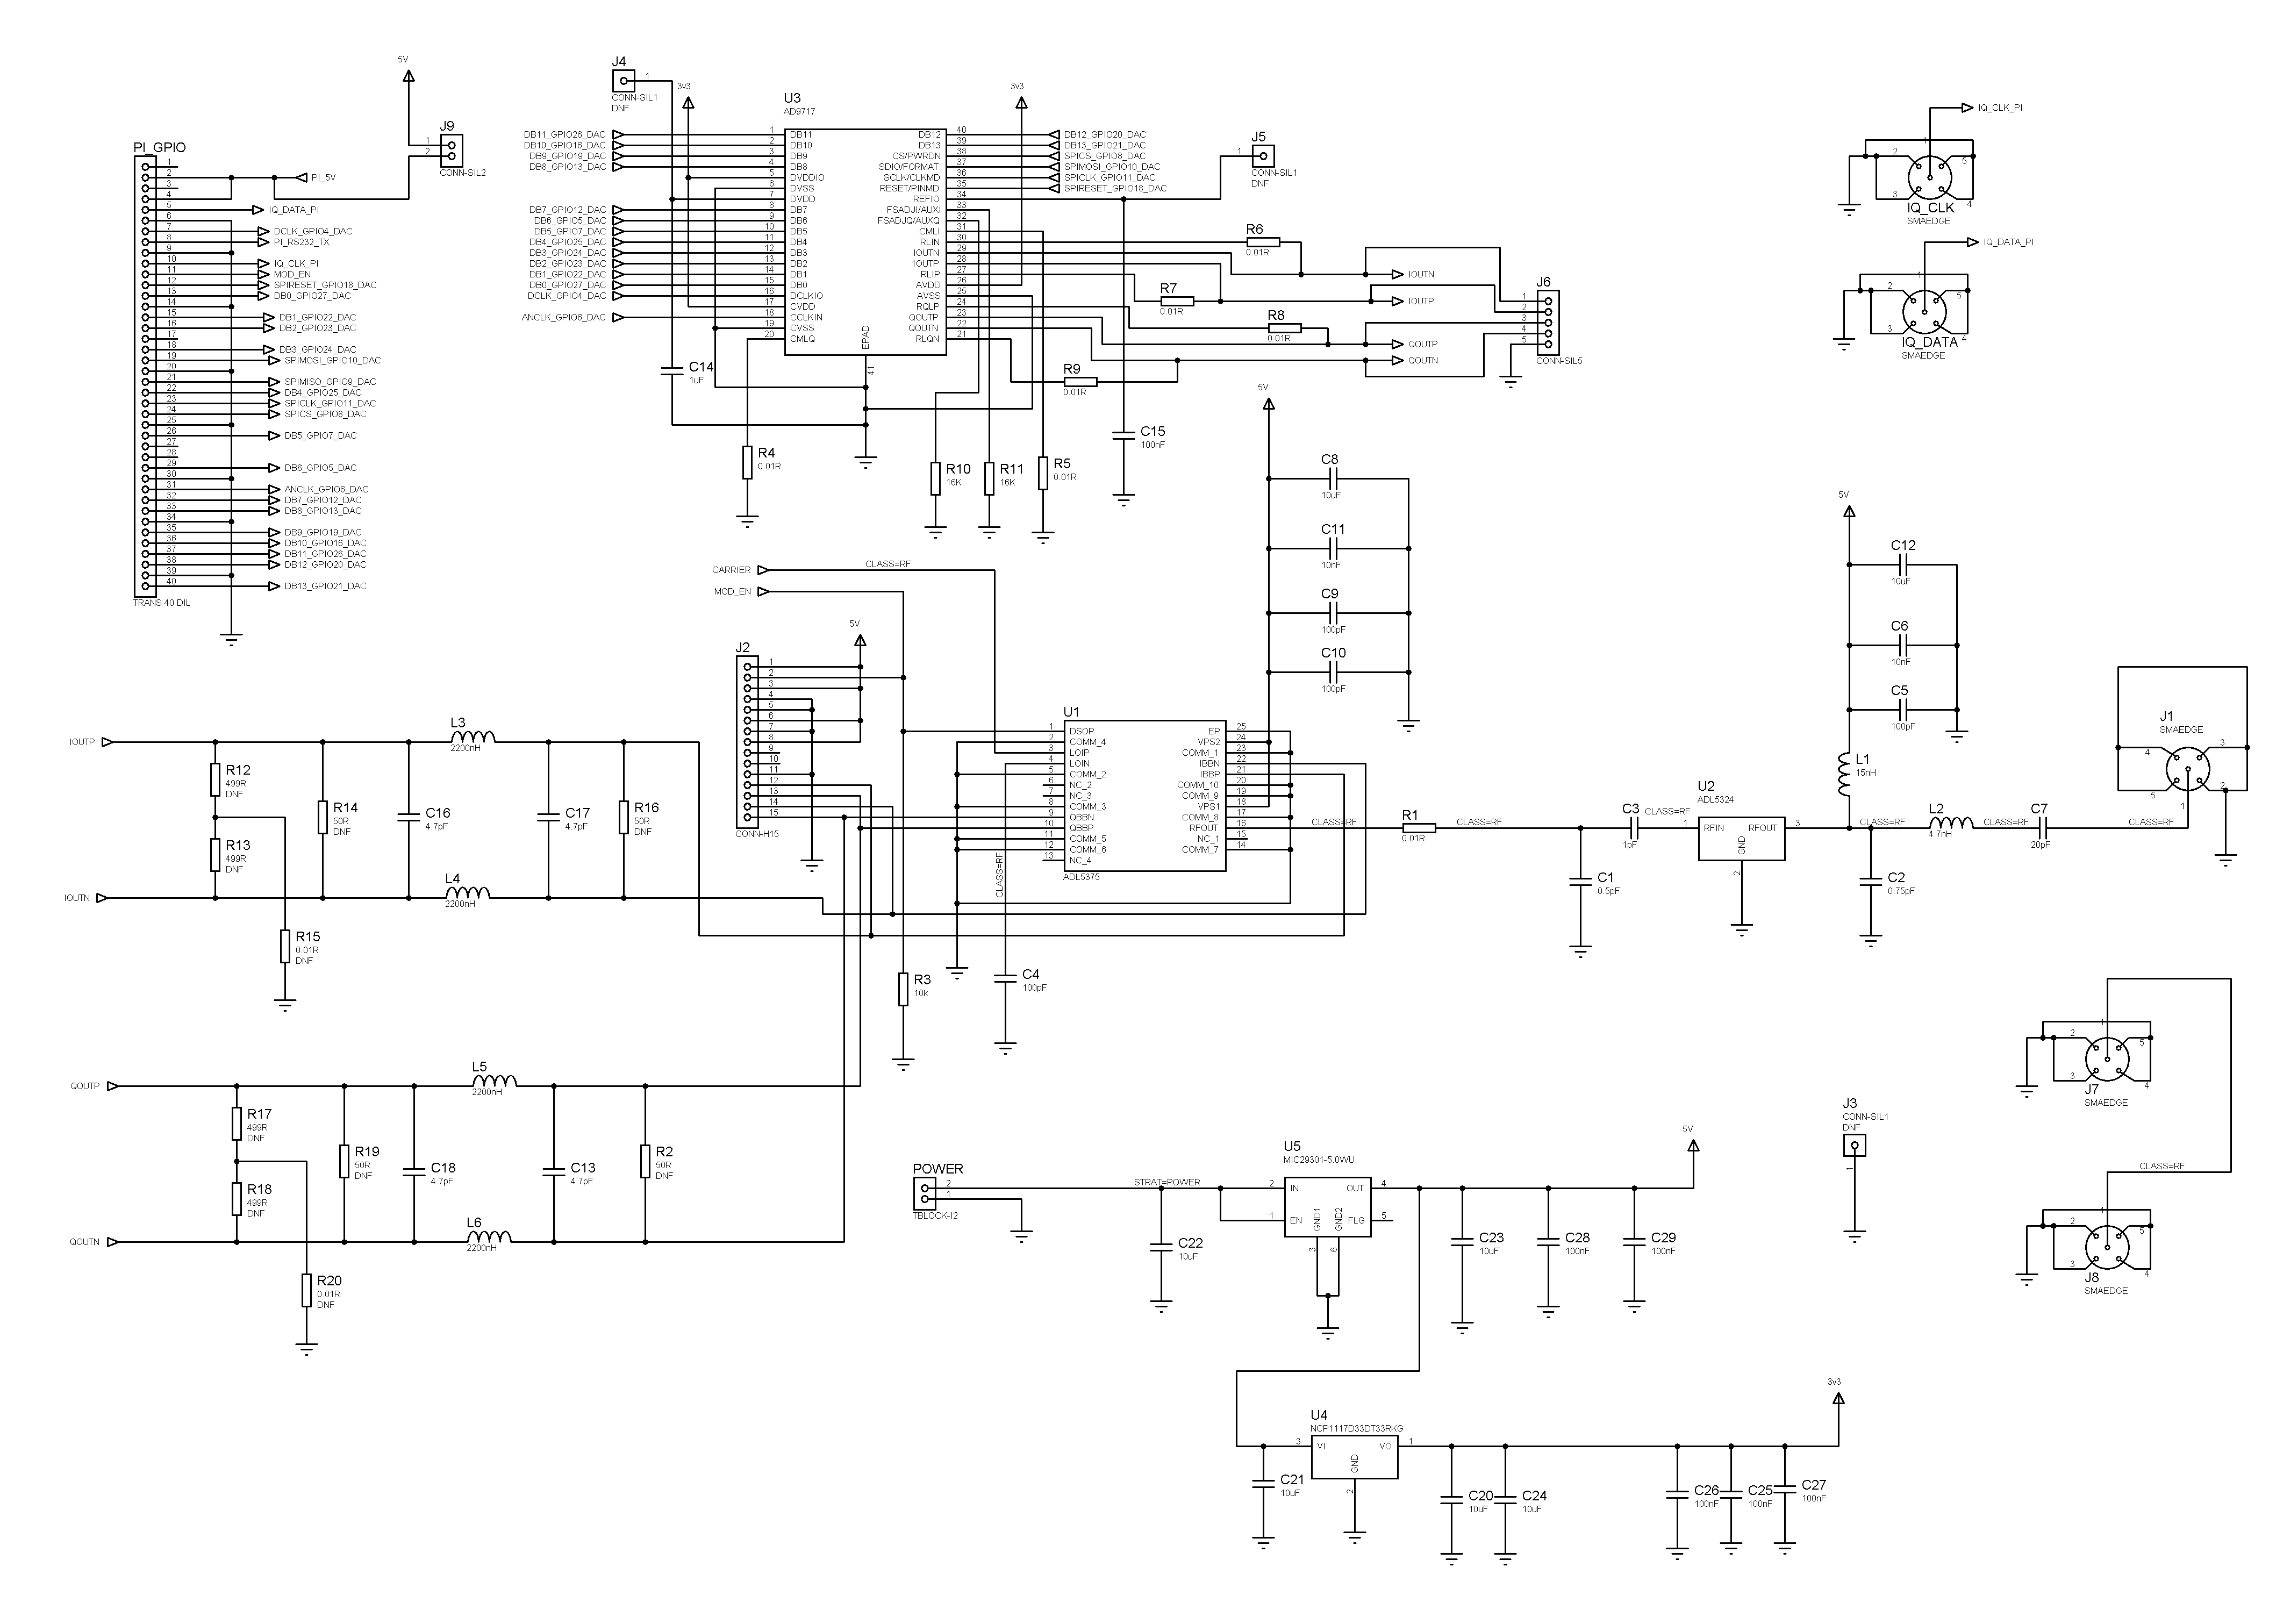 PI_GPIO
1
2
3
4
5
6
7
8
9
10
11
12
13
14
15
16
17
18
19
20
21
22
23
24
25
26
27
28
29
30
31
32
33
34
35
36
37
38
39
40
TRANS 40 DIL
PI_5V
IQ_DATA_PI
DCLK_GPIO4_DAC
PI_RS232_TX
IQ_CLK_PI
MOD_EN
SPIRESET_GPIO18_DAC
DB0_GPIO27_DAC
DB1_GPIO22_DAC
DB2_GPIO23_DAC
DB3_GPIO24_DAC
SPIMOSI_GPIO10_DAC
SPIMISO_GPIO9_DAC
DB4_GPIO25_DAC
SPICLK_GPIO11_DAC
SPICS_GPIO8_DAC
DB5_GPIO7_DAC
DB6_GPIO5_DAC
ANCLK_GPIO6_DAC
DB7_GPIO12_DAC
DB8_GPIO13_DAC
DB9_GPIO19_DAC
DB10_GPIO16_DAC
DB11_GPIO26_DAC
DB12_GPIO20_DAC
DB13_GPIO21_DAC
5V
J9
1
2
CONN-SIL2
J4
1
CONN-SIL1
DNF
3v3
U3
AD9717
3v3
DB11_GPIO26_DAC 1 DB11
DB10_GPIO16_DAC 2 DB10
DB9_GPIO19_DAC 3 DB9
DB8_GPIO13_DAC 4 DB8
5 DVDDIO
6 DVSS
7 DVDD
DB7_GPIO12_DAC 8 DB7
DB6_GPIO5_DAC 9 DB6
DB5_GPIO7_DAC 10 DB5
DB4_GPIO25_DAC 11 DB4
DB3_GPIO24_DAC 12 DB3
DB2_GPIO23_DAC 13 DB2
DB1_GPIO22_DAC 14 DB1
DB0_GPIO27_DAC 15 DB0
DCLK_GPIO4_DAC 16 DCLKIO
17 CVDD
ANCLK_GPIO6_DAC 18 CCLKIN
19 CVSS
20 CMLQ
DB12 40 DB12_GPIO20_DAC
DB13 39 DB13_GPIO21_DAC
CS/PWRDN 38 SPICS_GPIO8_DAC
SDIO/FORMAT 37 SPIMOSI_GPIO10_DAC
SCLK/CLKMD 36 SPICLK_GPIO11_DAC
RESET/PINMD 35 SPIRESET_GPIO18_DAC
REFIO 34
FSADJI/AUXI 33
FSADJQ/AUXQ 32
CMLI 31
RLIN 30
IOUTN 29
1OUTP 28
RLIP 27
AVDD 26
AVSS 25
RQLP 24
QOUTP 23
QOUTN 22
RLQN 21
EPAD
41
J5
1
CONN-SIL1
DNF
R6
0.01R
R7
0.01R
R8
0.01R
R9
0.01R
IOUTN
IOUTP
QOUTP
QOUTN
J6
1
2
3
4
5
CONN-SIL5
C14
1uF
R4
0.01R
R10
16K
R11
16K
R5
0.01R
C15
100nF
IQ_CLK_PI
1
2
5
3
4
IQ_CLK
SMAEDGE
IQ_DATA_PI
1
2
5
3
4
IQ_DATA
SMAEDGE
5V
C8
10uF
C11
10nF
C9
100pF
C10
100pF
CARRIER
CLASS=RF
MOD_EN
5V
J2
1
2
3
4
5
6
7
8
9
10
11
12
13
14
15
CONN-H15
U1
1 DSOP
2 COMM_4
3 LOIP
4 LOIN
5 COMM_2
6 NC_2
7 NC_3
8 COMM_3
9 QBBN
10 QBBP
11 COMM_5
12 COMM_6
13 NC_4
EP 25
VPS2 24
COMM_1 23
IBBN 22
IBBP 21
COMM_10 20
COMM_9 19
VPS1 18
COMM_8 17
RFOUT 16
NC_1 15
COMM_7 14
ADL5375
CLASS=RF
R3
10k
C4
100pF
IOUTP
L3
2200nH
R12
499R
DNF
R13
499R
DNF
R14
50R
DNF
C16
4.7pF
C17
4.7pF
R16
50R
DNF
IOUTN
L4
2200nH
R15
0.01R
DNF
QOUTP
L5
2200nH
R17
499R
DNF
R18
499R
DNF
R19
50R
DNF
C18
4.7pF
C13
4.7pF
R2
50R
DNF
QOUTN
L6
2200nH
R20
0.01R
DNF
CLASS=RF
R1
0.01R
CLASS=RF
C1
0.5pF
C3
1pF
CLASS=RF
U2
ADL5324
1 RFIN
RFOUT 3
GND
2
5V
C12
10uF
C6
10nF
C5
100pF
L1
15nH
CLASS=RF
C2
0.75pF
L2
4.7nH
CLASS=RF
C7
20pF
CLASS=RF
J1
SMAEDGE
4
3
5
2
1
1
2
5
3
4
J7
SMAEDGE
CLASS=RF
1
2
5
3
4
J8
SMAEDGE
J3
CONN-SIL1
DNF
1
POWER
2
1
TBLOCK-I2
STRAT=POWER
C22
10uF
U5
MIC29301-5.0WU
2 IN
OUT 4
1 EN
FLG 5
GND1
GND2
3
6
5V
C23
10uF
C28
100nF
C29
100nF
U4
NCP1117D33DT33RKG
3 VI
VO 1
GND
2
C21
10uF
C20
10uF
C24
10uF
C26
100nF
C25
100nF
C27
100nF
3v3